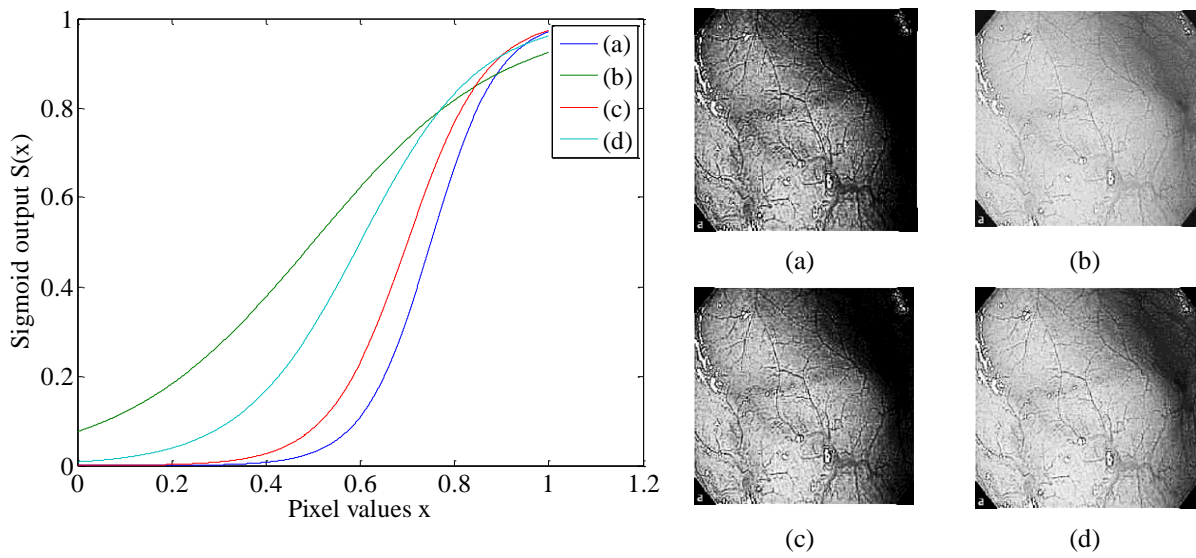 1
0.8
0.6
0.4
0.2
0
Sigmoid output S(x)
0 0.2 0.4 0.6 0.8 1 1.2
Pixel values x
(a)
(b)
(c)
(d)
a
a
(a) (b)
a
a
(c) (d)